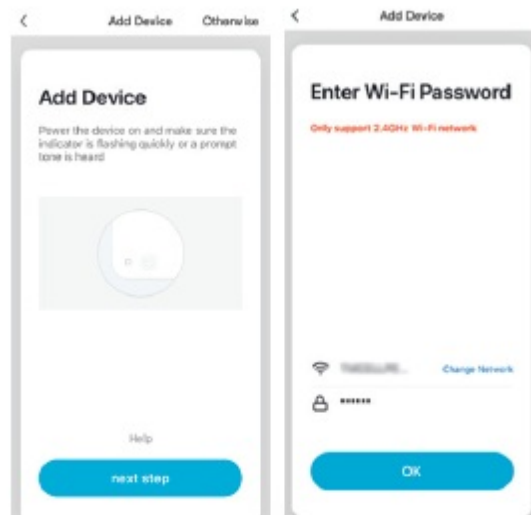 Add Device
Otherwise
Add Device
Power the device on and make sure the
indicator is flashing quickly or a prompt
tone is heard
Help
next step
Add Device
Enter Wi-Fi Password
Only support 2.4GHz Wi-Fi network
Change Network
••••••
OK